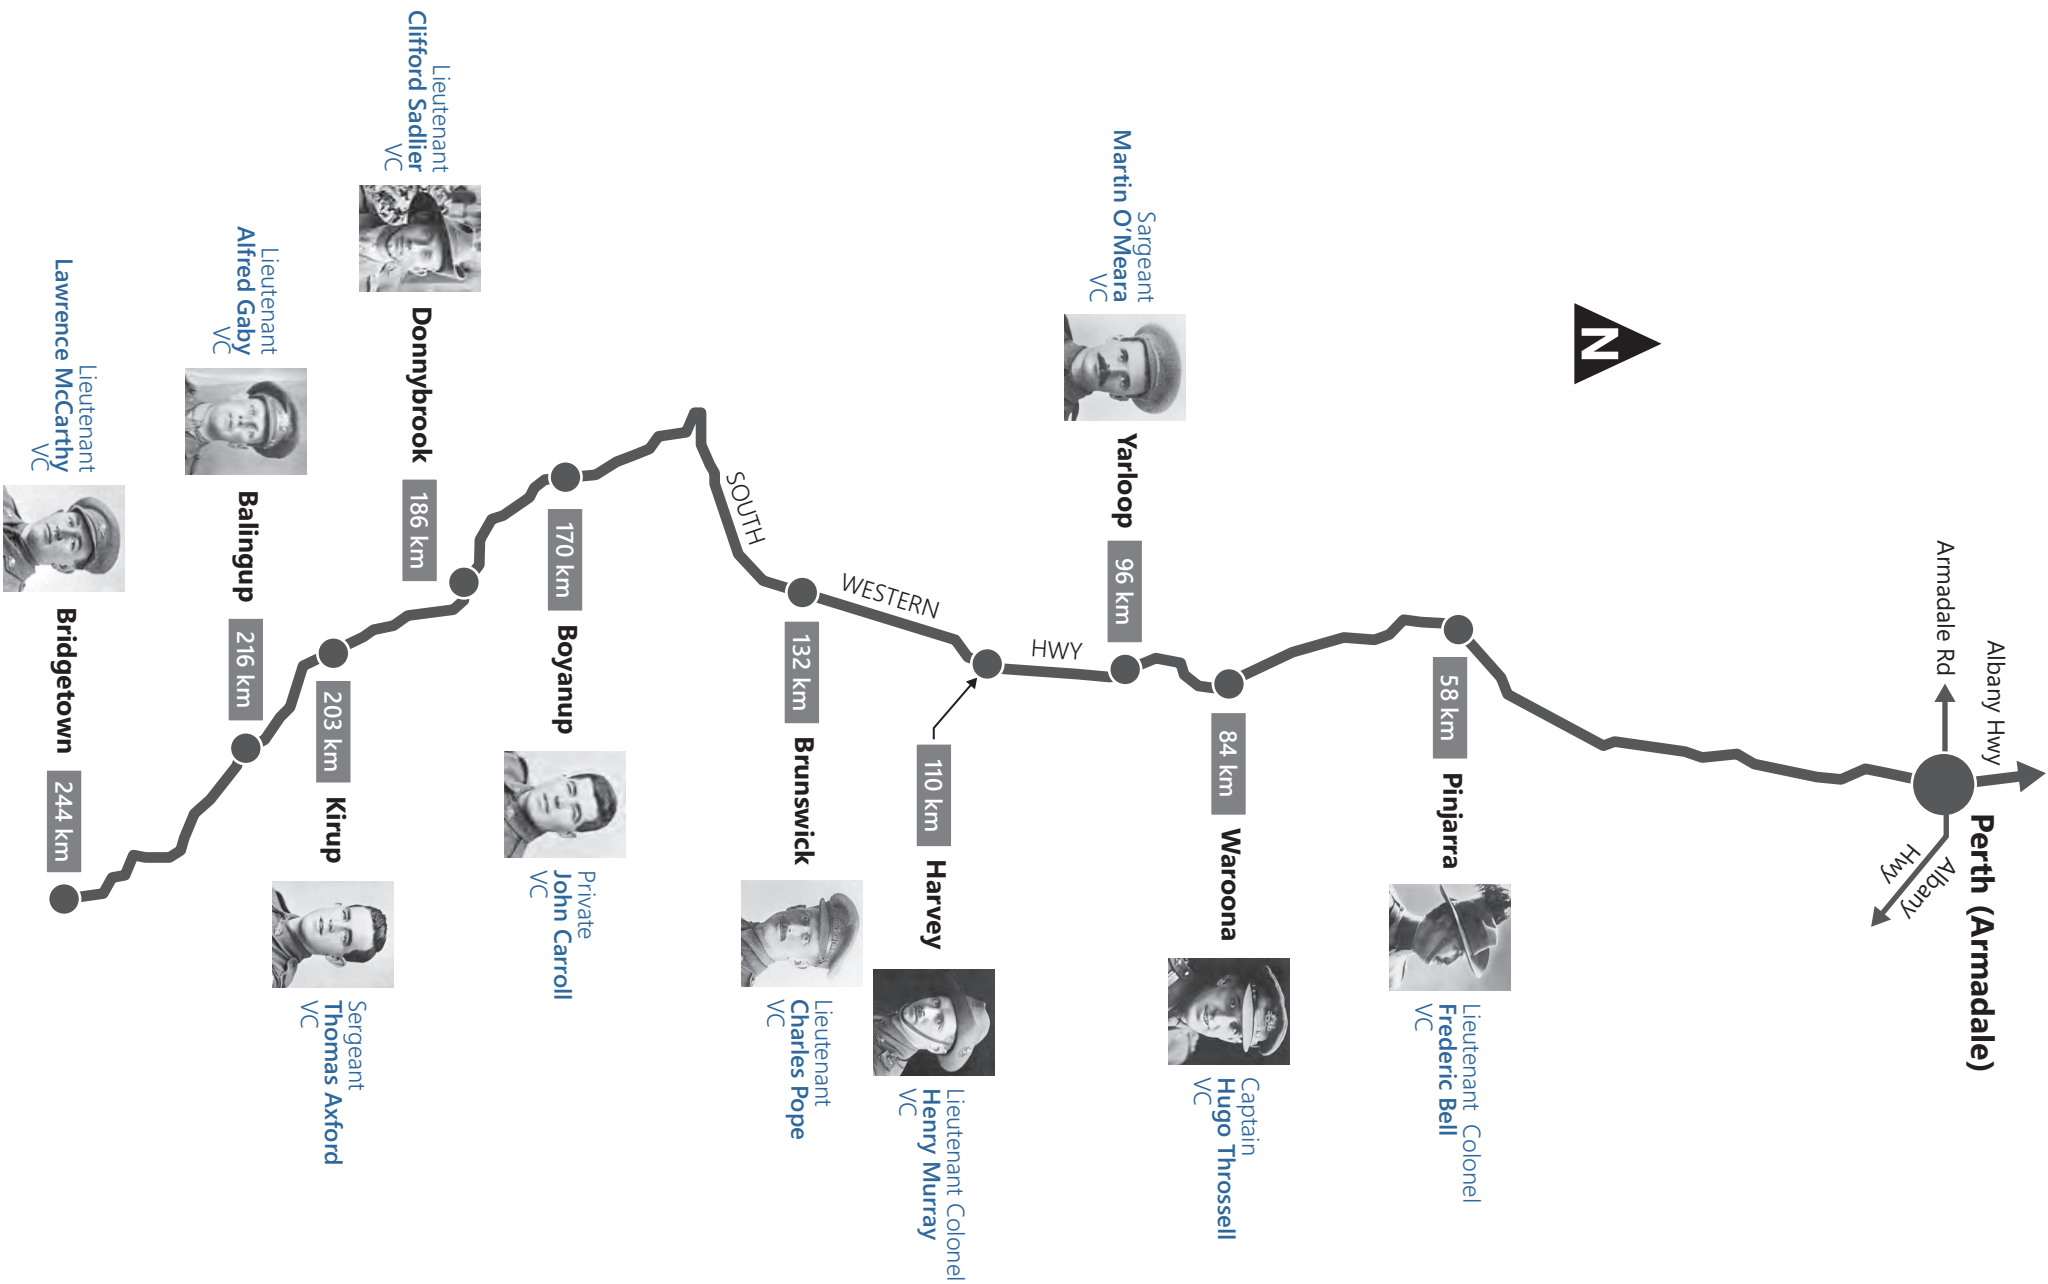 N
Albany Hwy
Armadale Rd
Perth (Armadale)
Albany
Hwy
58 km
Pinjarra
Lieutenant Colonel
Frederic Bell
VC
84 km
Waroona
Captain
Hugo Throssell
VC
Sargeant
Martin O’Meara
VC
Yarloop
96 km
HWY
110 km
Harvey
Lieutenant Colonel
Henry Murray
VC
WESTERN
132 km
Brunswick
Lieutenant
Charles Pope
VC
SOUTH
170 km
Boyanup
Private
John Carroll
VC
Lieutenant
Clifford Sadlier
VC
Donnybrook
186 km
203 km
Kirup
Sergeant
Thomas Axford
VC
Lieutenant
Alfred Gaby
VC
Balingup
216 km
Lieutenant
Lawrence McCarthy
VC
Bridgetown
244 km